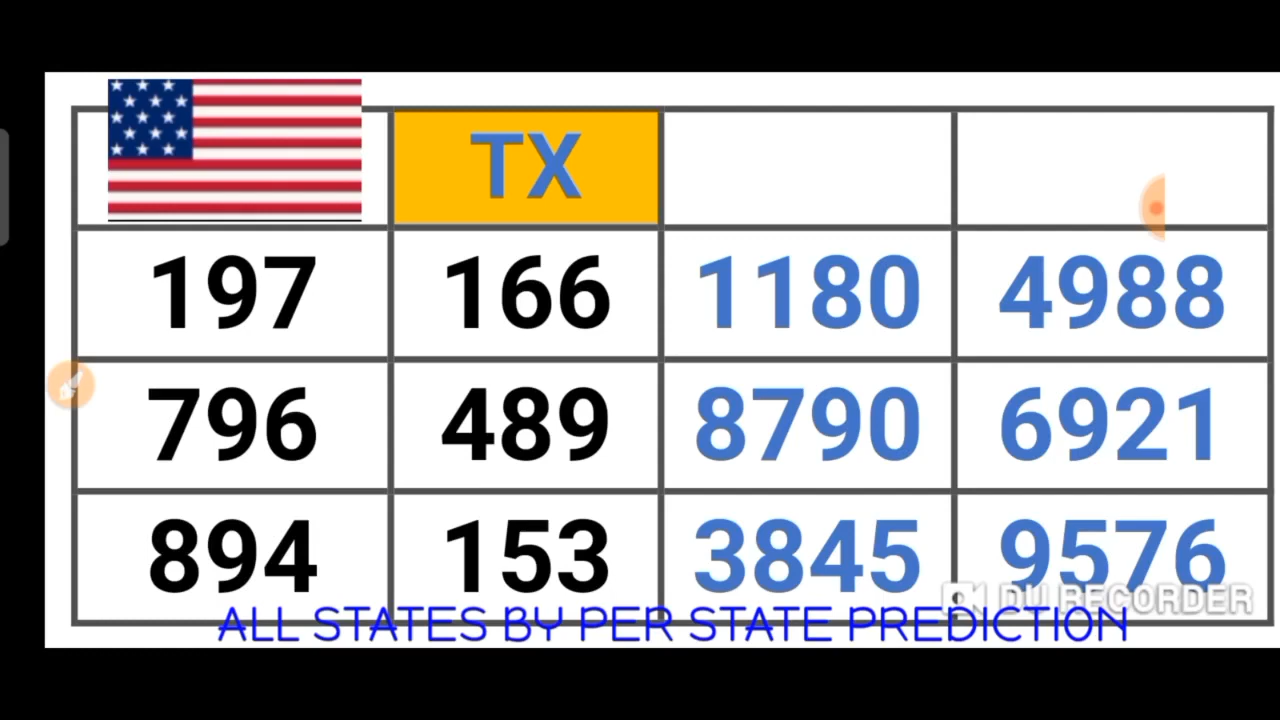 TX
197 166 1180 4988
796 489 8790 6921
894 153 3845 9576
DU RECORDER
ALL STATES BY PER STATE PREDICTION